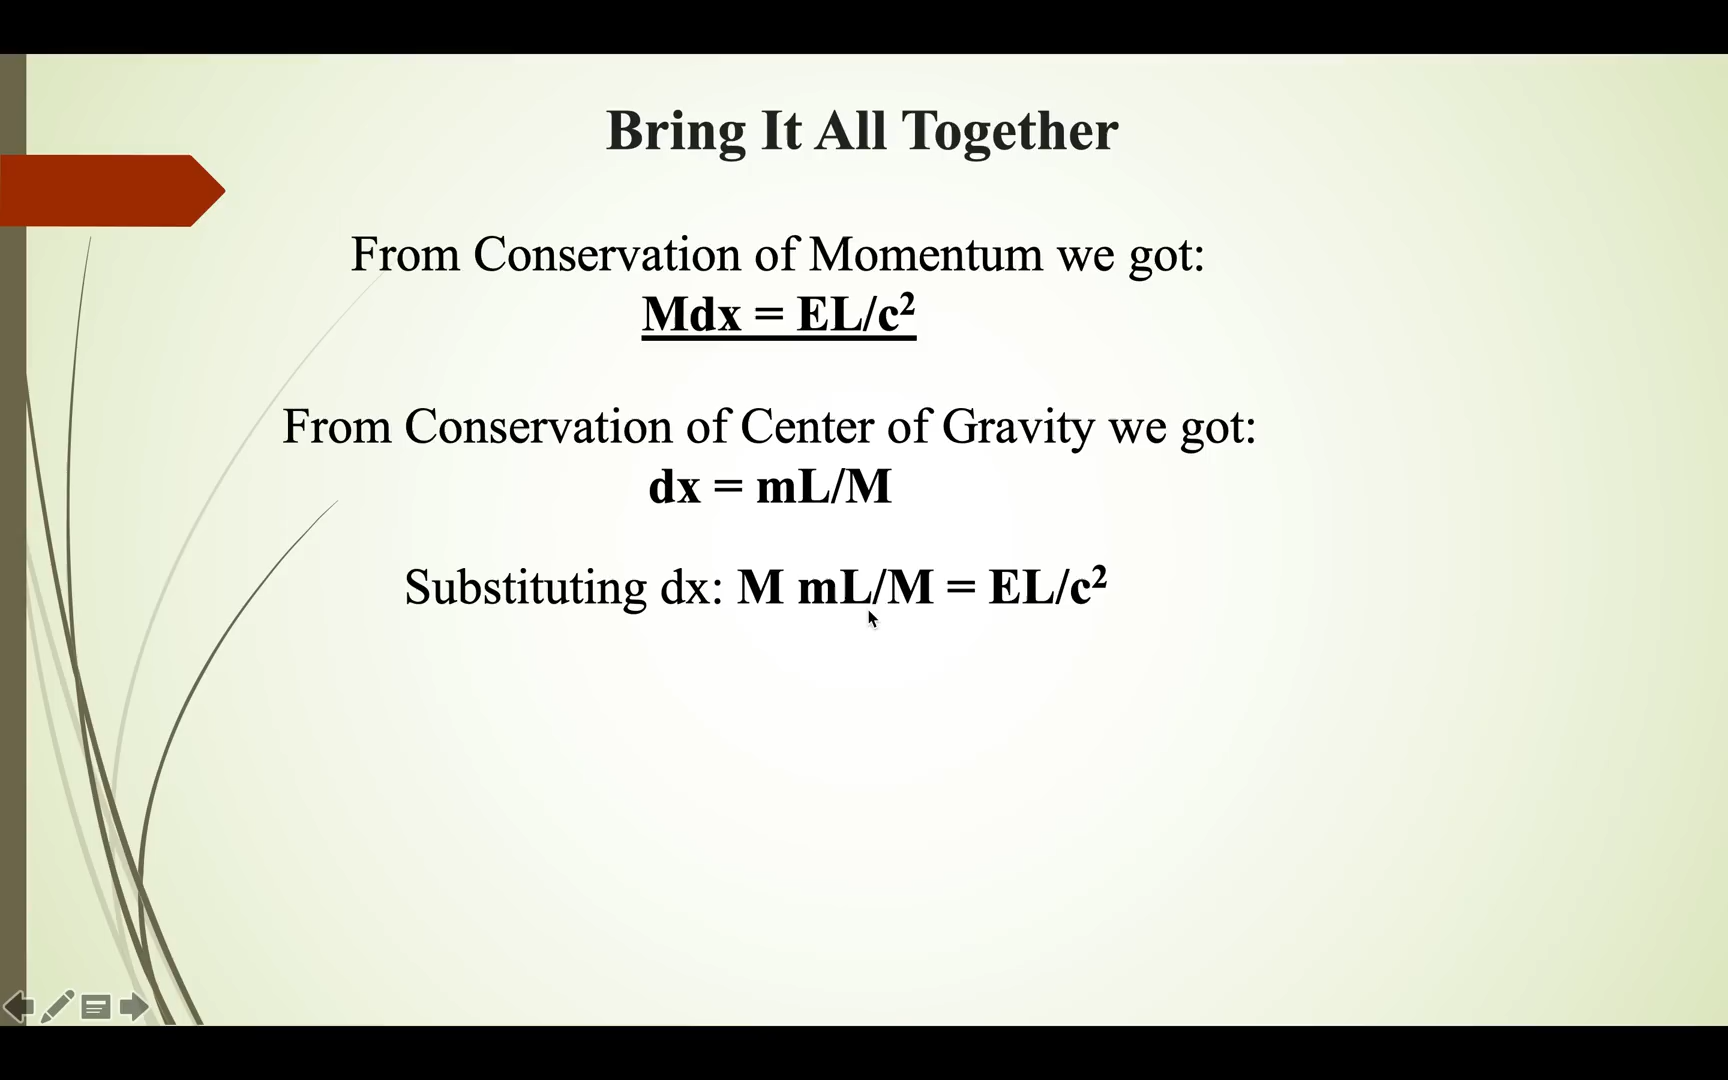 Bring It All Together
From Conservation of Momentum we got:
Mdx = EL/c²
From Conservation of Center of Gravity we got:
dx = mL/M
Substituting dx: M mL/M = EL/c²